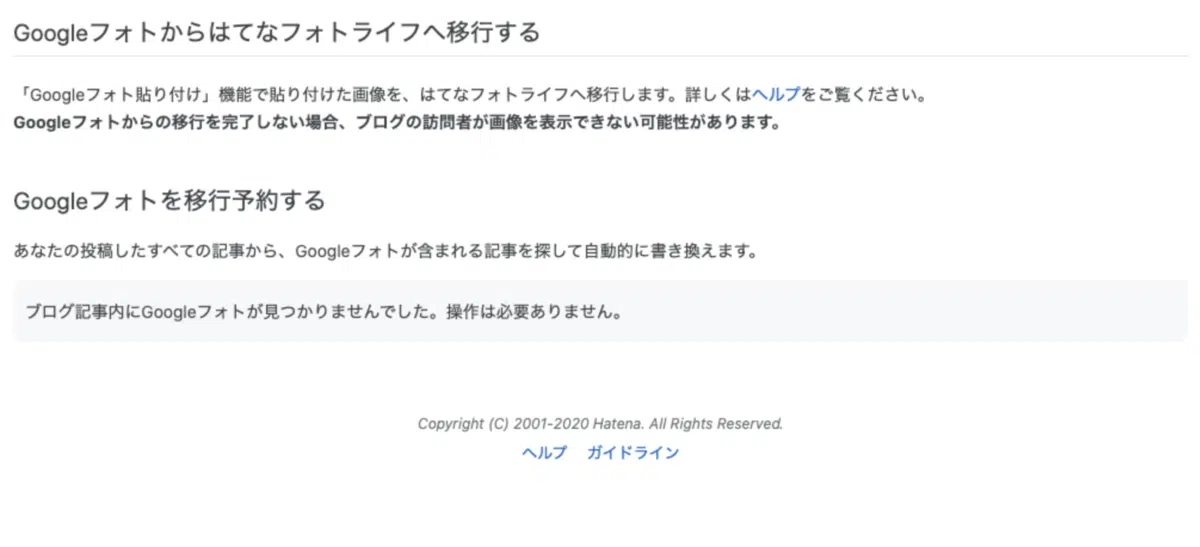 Googleフォトからはてなフォトライフへ移行する
「Googleフォト貼り付け」機能で貼り付けた画像を、はてなフォトライフへ移行します。詳しくはヘルプをご覧ください。
Googleフォトからの移行を完了しない場合、ブログの訪問者が画像を表示できない可能性があります。
Googleフォトを移行予約する
あなたの投稿したすべての記事から、Googleフォトが含まれる記事を探して自動的に書き換えます。
ブログ記事内にGoogleフォトが見つかりませんでした。操作は必要ありません。
Copyright (C) 2001-2020 Hatena. All Rights Reserved.
ヘルプ ガイドライン